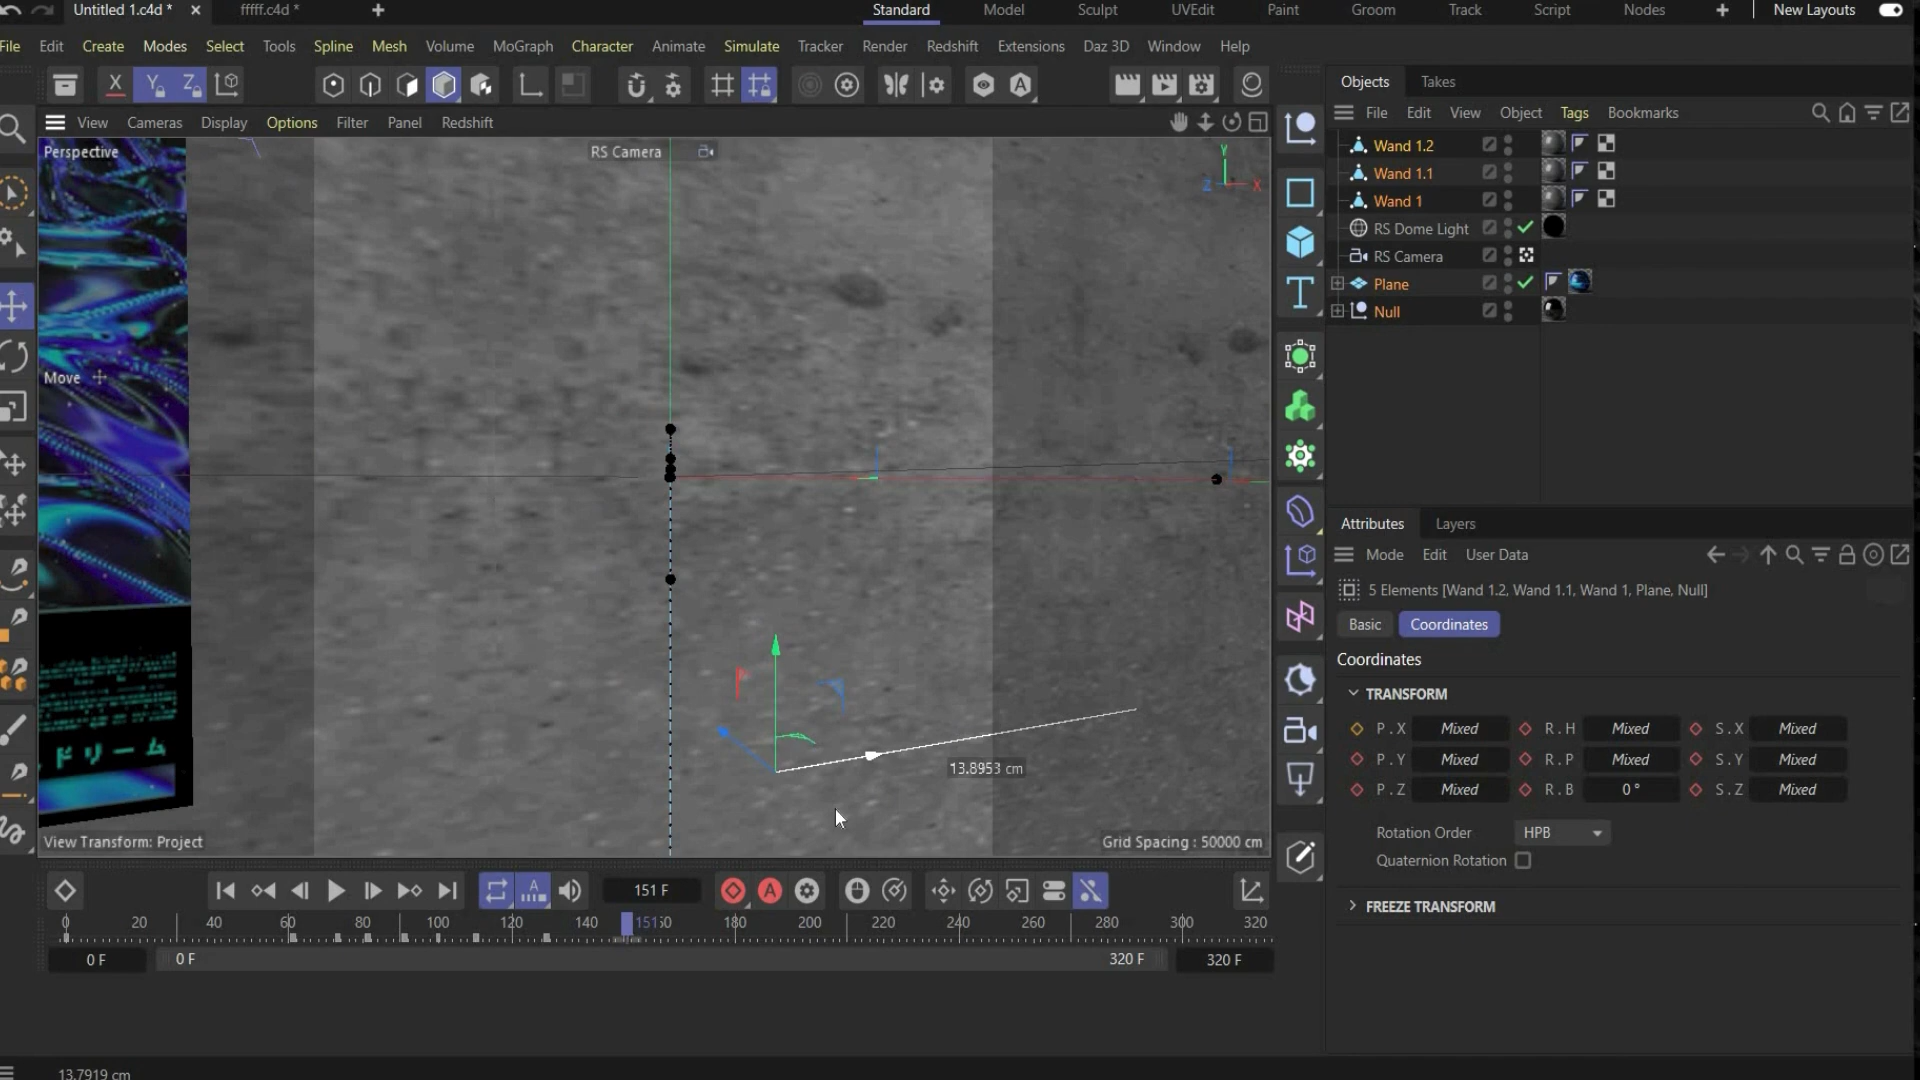 Untitled 1.c4d *
fffff.c4d *
Standard Model Sculpt UVEdit Paint Groom Track Script Nodes New Layouts
File Edit Create Modes Select Tools Spline Mesh Volume MoGraph Character Animate Simulate Tracker Render Redshift Extensions Daz 3D Window Help
X Y Z
Objects Takes
File Edit View Object Tags Bookmarks
View Cameras Display Options Filter Panel Redshift
Perspective
RS Camera
Y
Z X
Wand 1.2
Wand 1.1
Wand 1
RS Dome Light
RS Camera
Plane
Null
Move
ドリーム
13.8953 cm
View Transform: Project
Grid Spacing : 50000 cm
Attributes Layers
Mode Edit User Data
5 Elements [Wand 1.2, Wand 1.1, Wand 1, Plane, Null]
Basic Coordinates
Coordinates
TRANSFORM
P . X Mixed R . H Mixed S . X Mixed
P . Y Mixed R . P Mixed S . Y Mixed
P . Z Mixed R . B 0 ° S . Z Mixed
Rotation Order HPB
Quaternion Rotation
FREEZE TRANSFORM
151 F
0 20 40 60 80 100 120 140 151 180 200 220 240 260 280 300 320
0 F 0 F 320 F 320 F
13.7919 cm